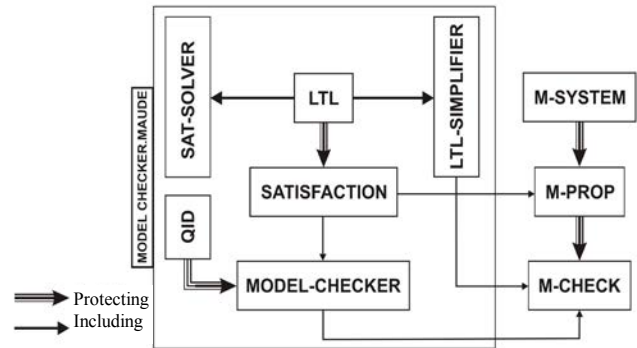 MODEL CHECKER.MAUDE
SAT-SOLVER
LTL
LTL-SIMPLIFIER
M-SYSTEM
SATISFACTION
M-PROP
QID
MODEL-CHECKER
M-CHECK
Protecting
Including